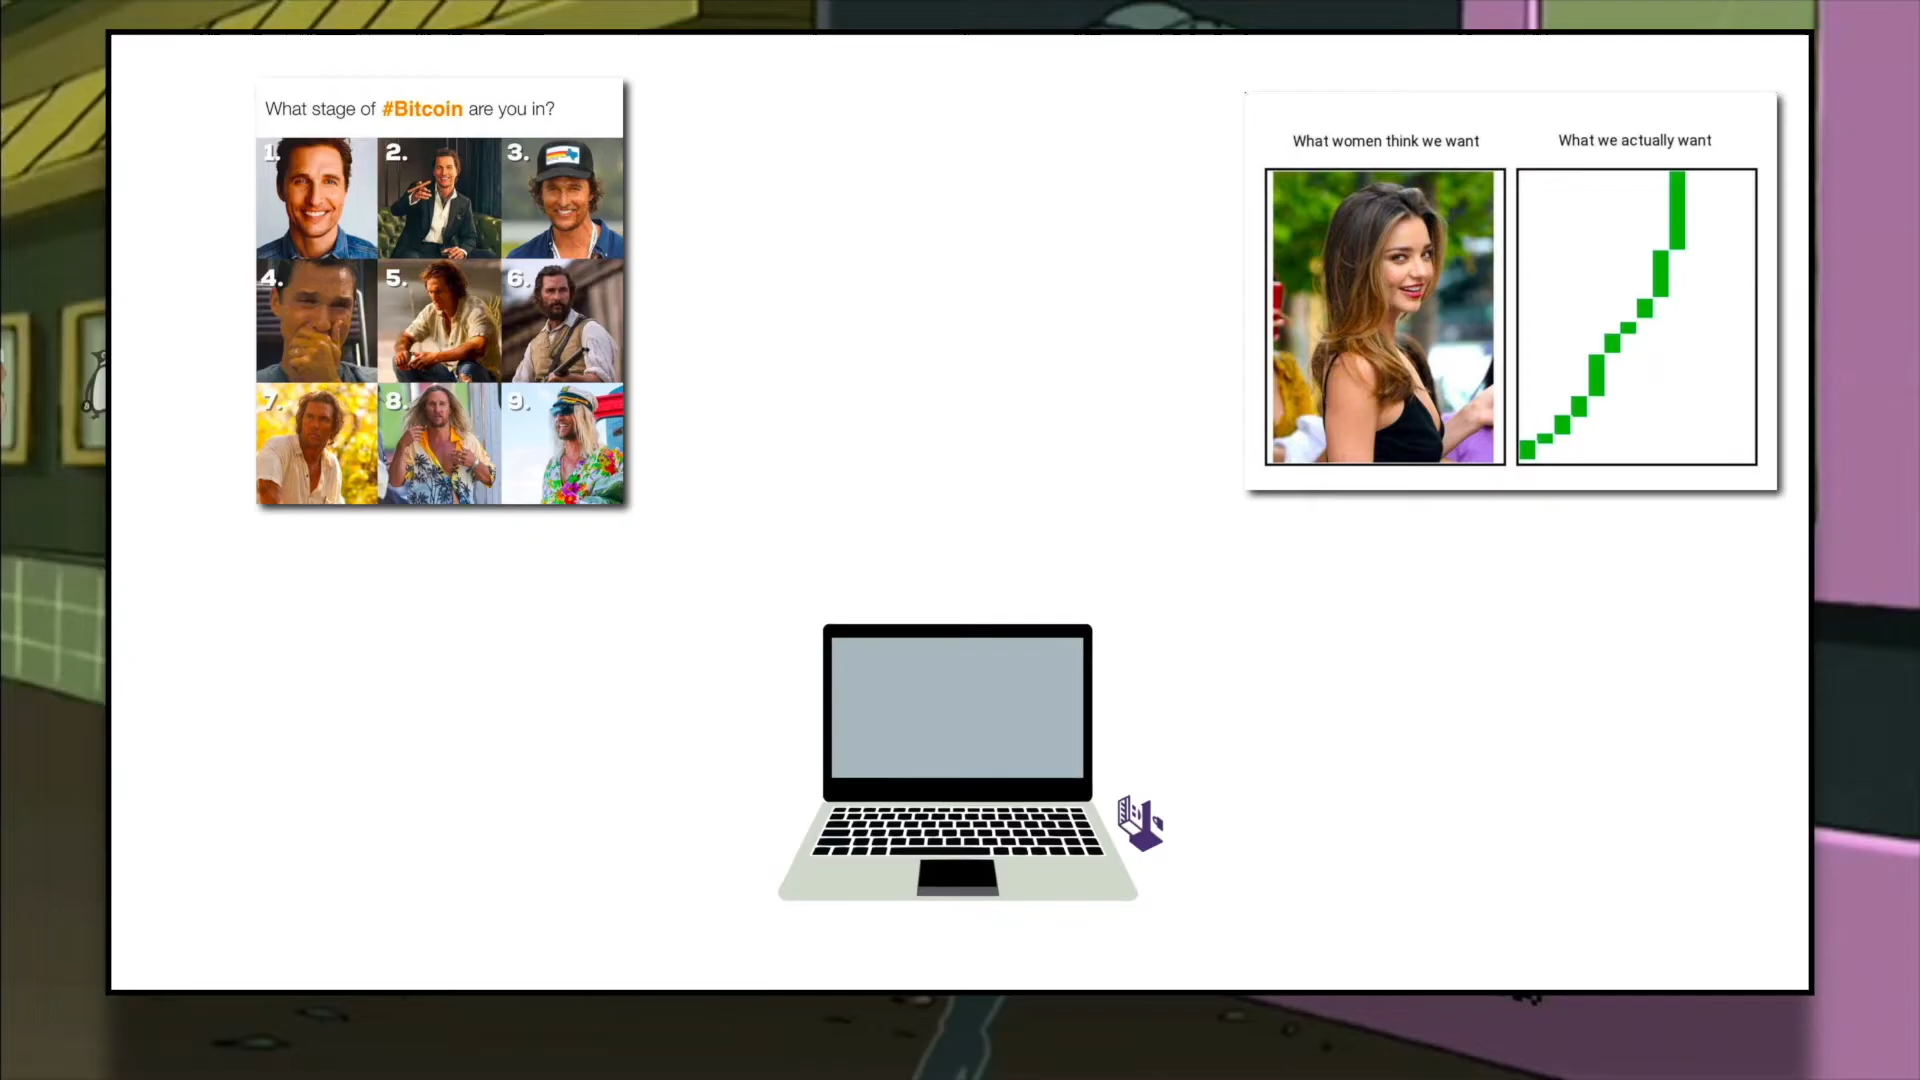 What stage of #Bitcoin are you in?
1. 2. 3.
4. 5. 6.
7. 8. 9.
What women think we want
What we actually want